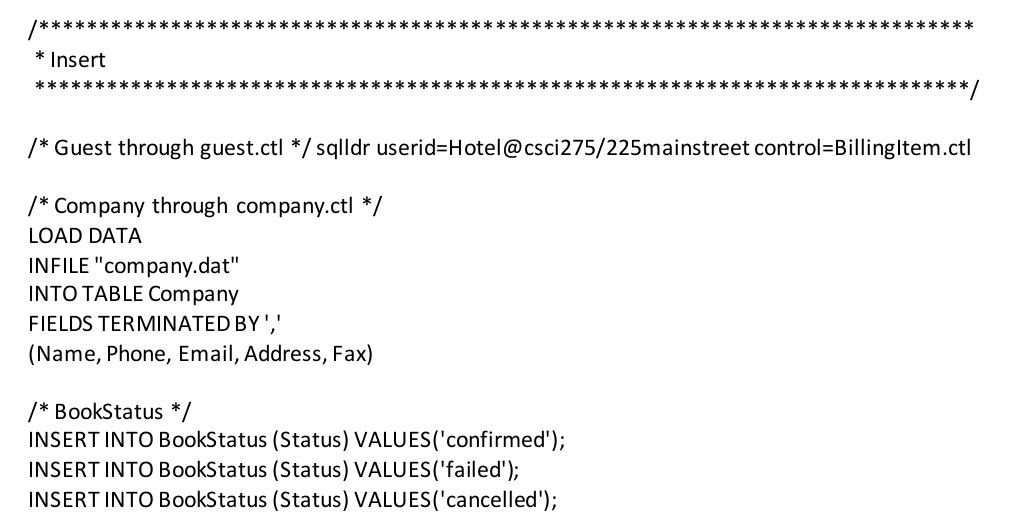 /******************************************************************************
* Insert
******************************************************************************/
/* Guest through guest.ctl */ sqlldr userid=Hotel@csci275/225mainstreet control=BillingItem.ctl
/* Company through company.ctl */
LOAD DATA
INFILE "company.dat"
INTO TABLE Company
FIELDS TERMINATED BY ','
(Name, Phone, Email, Address, Fax)
/* BookStatus */
INSERT INTO BookStatus (Status) VALUES('confirmed');
INSERT INTO BookStatus (Status) VALUES('failed');
INSERT INTO BookStatus (Status) VALUES('cancelled');